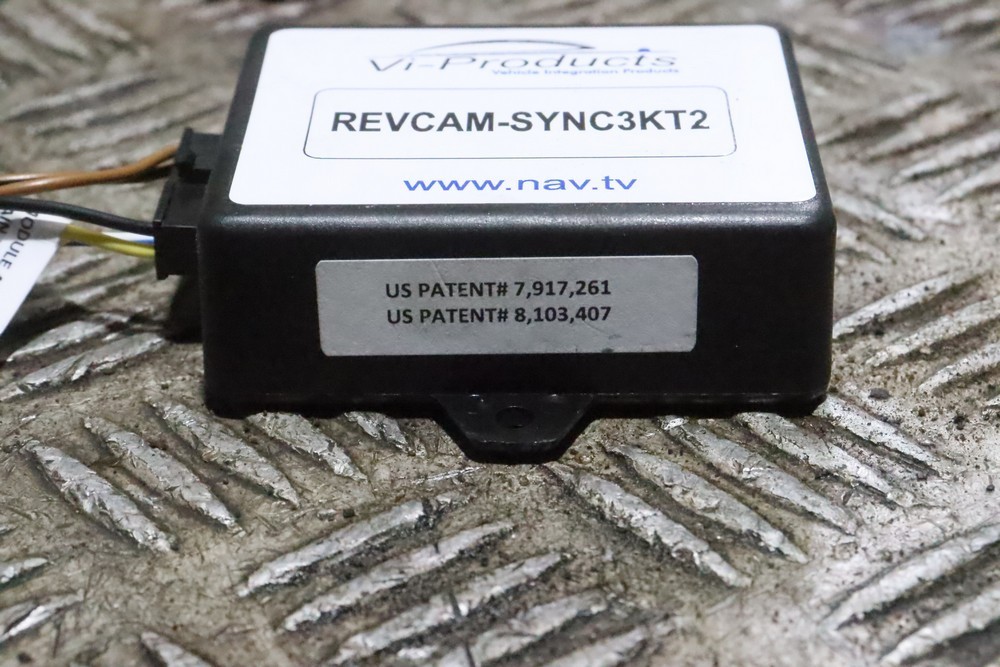 Vi-Products
Vehicle Integration Products
REVCAM-SYNC3KT2
www.nav.tv
US PATENT# 7,917,261
US PATENT# 8,103,407
MODULE